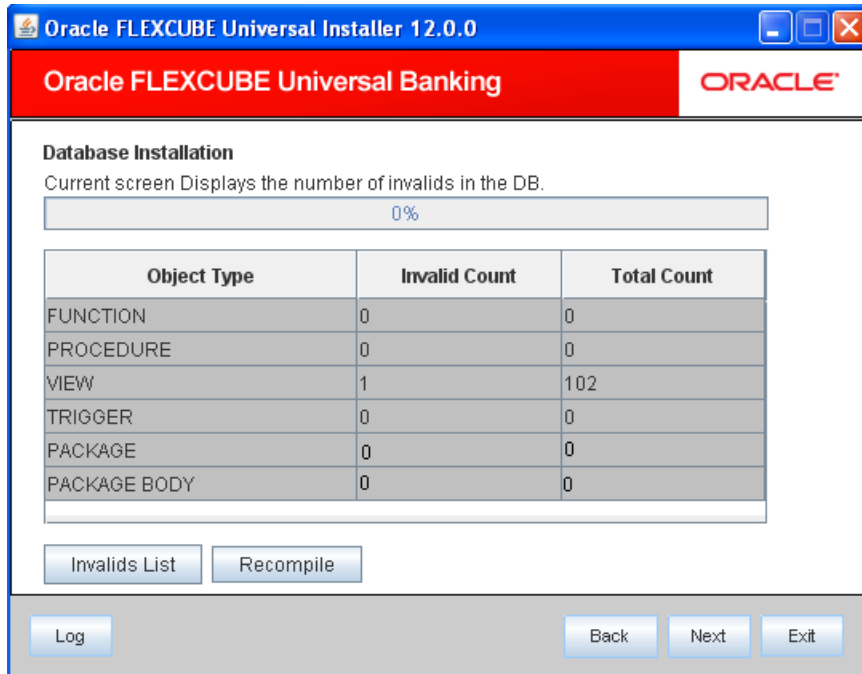 Oracle FLEXCUBE Universal Installer 12.0.0
Oracle FLEXCUBE Universal Banking ORACLE
Database Installation
Current screen Displays the number of invalids in the DB.
0%
Object Type Invalid Count Total Count
FUNCTION 0 0
PROCEDURE 0 0
VIEW 1 102
TRIGGER 0 0
PACKAGE 0 0
PACKAGE BODY 0 0
Invalids List Recompile
Log Back Next Exit